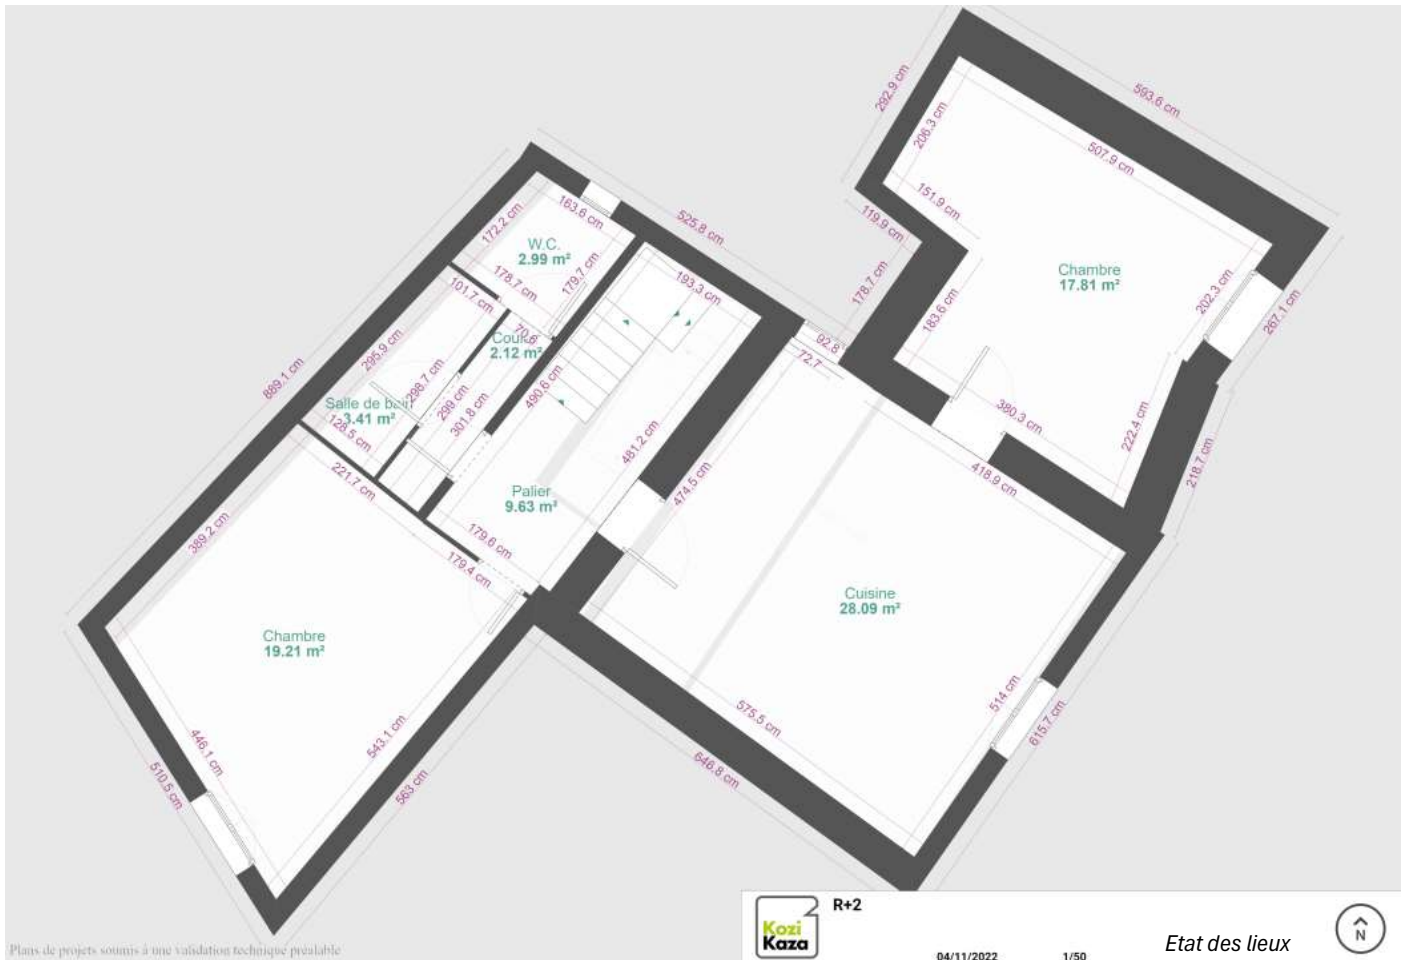 292.9 cm
593.6 cm
206.3 cm
507.9 cm
151.9 cm
119.9 cm
525.8 cm
163.6 cm
172.2 cm
W.C.
2.99 m²
178.7 cm
179.7 cm
193.3 cm
178.7 cm
Chambre
17.81 m²
183.6 cm
202.3 cm
267.1 cm
101.7 cm
70.6
2.12 m²
92.8
72.7
295.9 cm
889.1 cm
298.7 cm
299 cm
301.8 cm
490.6 cm
Salle de bain
3.41 m²
128.5 cm
380.3 cm
222.4 cm
218.7 cm
418.9 cm
481.2 cm
474.5 cm
221.7 cm
Palier
9.63 m²
389.2 cm
179.6 cm
179.4 cm
Cuisine
28.09 m²
Chambre
19.21 m²
446.1 cm
510.5 cm
543.1 cm
563 cm
575.5 cm
646.8 cm
514 cm
615.7 cm
Plans de projets soumis à une validation technique préalable
Kozi
Kaza
R+2
04/11/2022
1/50
Etat des lieux
N